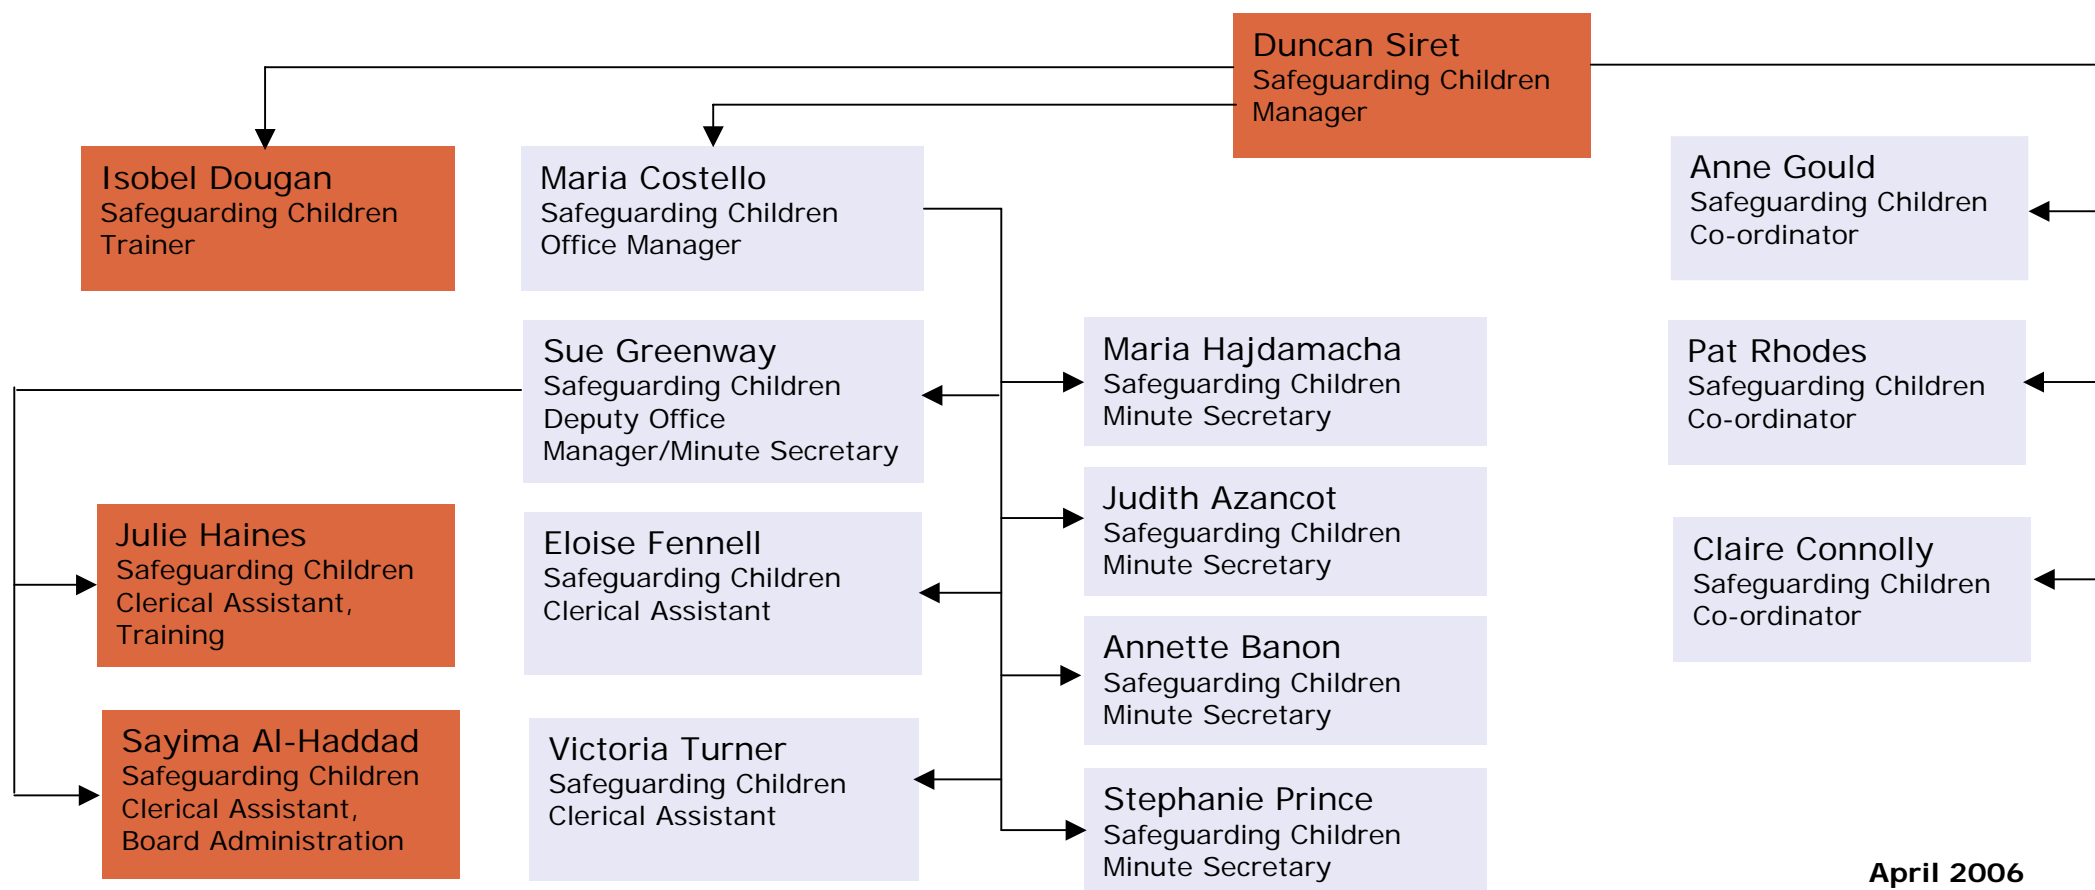 Duncan Siret
Safeguarding Children
Manager
Isobel Dougan
Safeguarding Children
Trainer
Maria Costello
Safeguarding Children
Office Manager
Anne Gould
Safeguarding Children
Co-ordinator
Sue Greenway
Safeguarding Children
Deputy Office
Manager/Minute Secretary
Maria Hajdamacha
Safeguarding Children
Minute Secretary
Pat Rhodes
Safeguarding Children
Co-ordinator
Julie Haines
Safeguarding Children
Clerical Assistant,
Training
Eloise Fennell
Safeguarding Children
Clerical Assistant
Judith Azancot
Safeguarding Children
Minute Secretary
Claire Connolly
Safeguarding Children
Co-ordinator
Annette Banon
Safeguarding Children
Minute Secretary
Sayima Al-Haddad
Safeguarding Children
Clerical Assistant,
Board Administration
Victoria Turner
Safeguarding Children
Clerical Assistant
Stephanie Prince
Safeguarding Children
Minute Secretary
April 2006